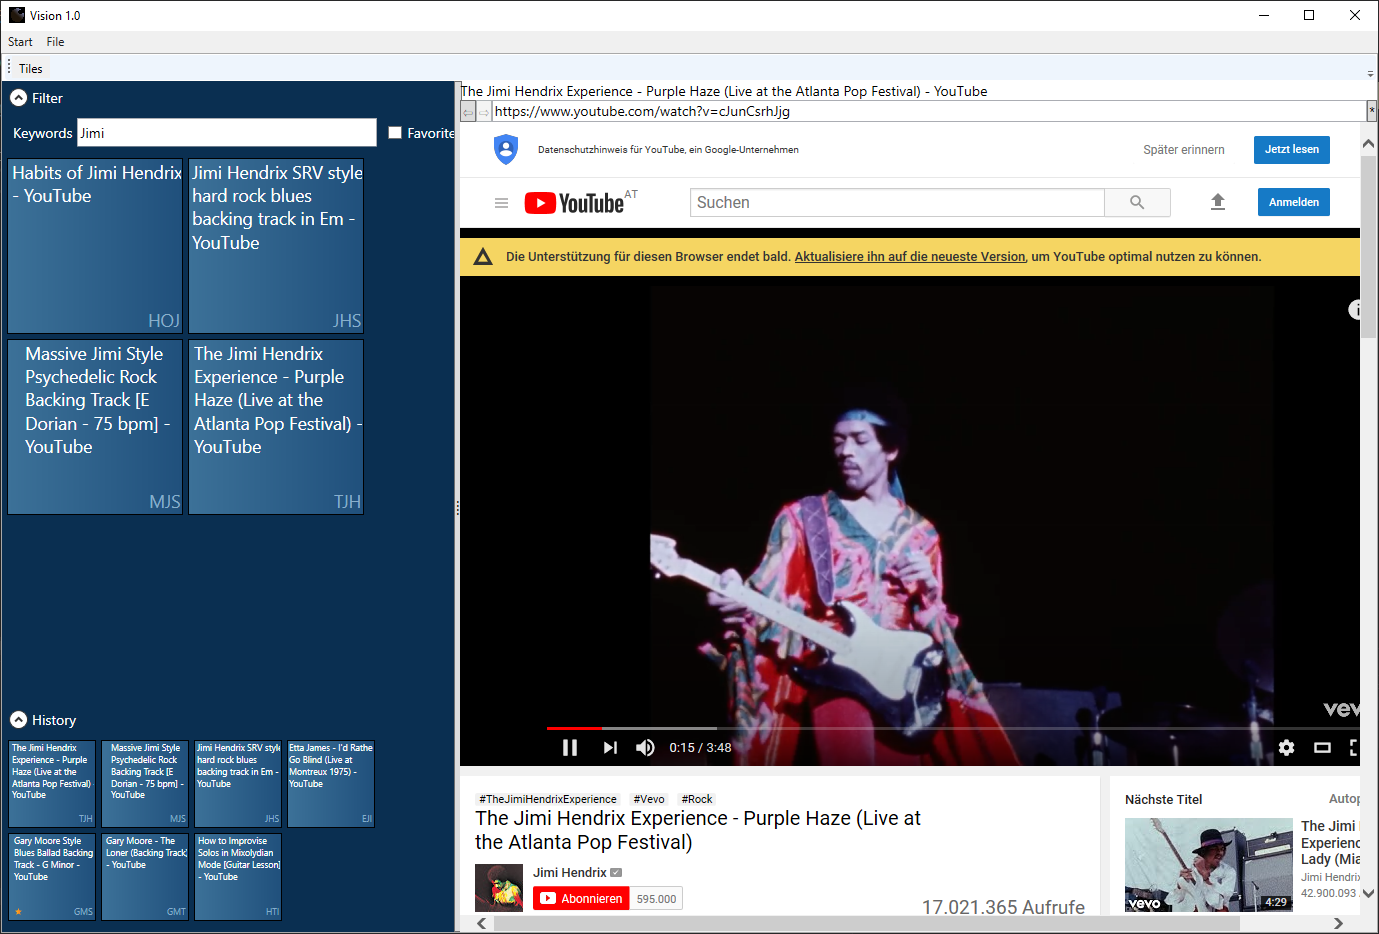 Vision 1.0
Start File
Tiles
Filter
Keywords Jimi Favorite
Habits of Jimi Hendrix
- YouTube
HOJ
Jimi Hendrix SRV style
hard rock blues
backing track in Em -
YouTube
JHS
Massive Jimi Style
Psychedelic Rock
Backing Track [E
Dorian - 75 bpm] -
YouTube
MJS
The Jimi Hendrix
Experience - Purple
Haze (Live at the
Atlanta Pop Festival) -
YouTube
TJH
History
The Jimi Hendrix
Experience - Purple
Haze (Live at the
Atlanta Pop Festival)
YouTube
TJH
Massive Jimi Style
Psychedelic Rock
Backing Track [E
Dorian - 75 bpm] -
YouTube
MJS
Jimi Hendrix SRV style
hard rock blues
backing track in Em -
YouTube
JHS
Etta James - I'd Rathe
Go Blind (Live at
Montreux 1975) -
YouTube
EJI
Gary Moore Style
Blues Ballad Backing
Track - G Minor -
YouTube
GMS
Gary Moore - The
Loner (Backing Track)
- YouTube
GMT
How to Improvise
Solos in Mixolydian
Mode [Guitar Lesson]
- YouTube
HTI
The Jimi Hendrix Experience - Purple Haze (Live at the Atlanta Pop Festival) - YouTube
https://www.youtube.com/watch?v=cJunCsrhJjg *
Datenschutzhinweis für YouTube, ein Google-Unternehmen Später erinnern Jetzt lesen
YouTube AT Suchen Anmelden
Die Unterstützung für diesen Browser endet bald. Aktualisiere ihn auf die neueste Version, um YouTube optimal nutzen zu können.
i
vev
0:15 / 3:48
#TheJimiHendrixExperience #Vevo #Rock
The Jimi Hendrix Experience - Purple Haze (Live at
the Atlanta Pop Festival)
Jimi Hendrix
Abonnieren 595.000
17.021.365 Aufrufe
Nächste Titel Autop
vevo 4:29
The Jimi
Experienc
Lady (Mia
Jimi Hendrix
42.900.093